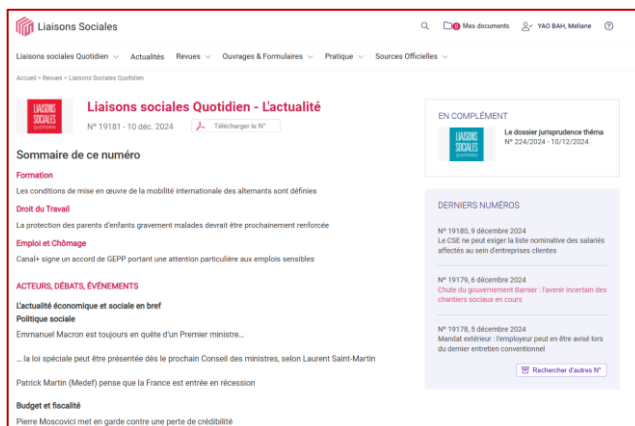 Liaisons Sociales
0 Mes documents
YAO BAH, Meliane
Liaisons sociales Quotidien
Actualités
Revues
Ouvrages & Formulaires
Pratique
Sources Officielles
Accueil > Revues > Liaisons Sociales Quotidien
LIAISONS
SOCIALES
QUOTIDIEN
Liaisons sociales Quotidien - L'actualité
N° 19181 - 10 déc. 2024
Télécharger le N°
Sommaire de ce numéro
Formation
Les conditions de mise en œuvre de la mobilité internationale des alternants sont définies
Droit du Travail
La protection des parents d'enfants gravement malades devrait être prochainement renforcée
Emploi et Chômage
Canal+ signe un accord de GEPP portant une attention particulière aux emplois sensibles
ACTEURS, DÉBATS, ÉVÉNEMENTS
L'actualité économique et sociale en bref
Politique sociale
Emmanuel Macron est toujours en quête d'un Premier ministre...
... la loi spéciale peut être présentée dès le prochain Conseil des ministres, selon Laurent Saint-Martin
Patrick Martin (Medef) pense que la France est entrée en récession
Budget et fiscalité
Pierre Moscovici met en garde contre une perte de crédibilité
EN COMPLÉMENT
LIAISONS
SOCIALES
QUOTIDIEN
Le dossier jurisprudence théma
N° 224/2024 - 10/12/2024
DERNIERS NUMÉROS
N° 19180, 9 décembre 2024
Le CSE ne peut exiger la liste nominative des salariés
affectés au sein d'entreprises clientes
N° 19179, 6 décembre 2024
Chute du gouvernement Barnier : l'avenir incertain des
chantiers sociaux en cours
N° 19178, 5 décembre 2024
Mandat extérieur : l'employeur peut en être avisé lors
du dernier entretien conventionnel
Rechercher d'autres N°